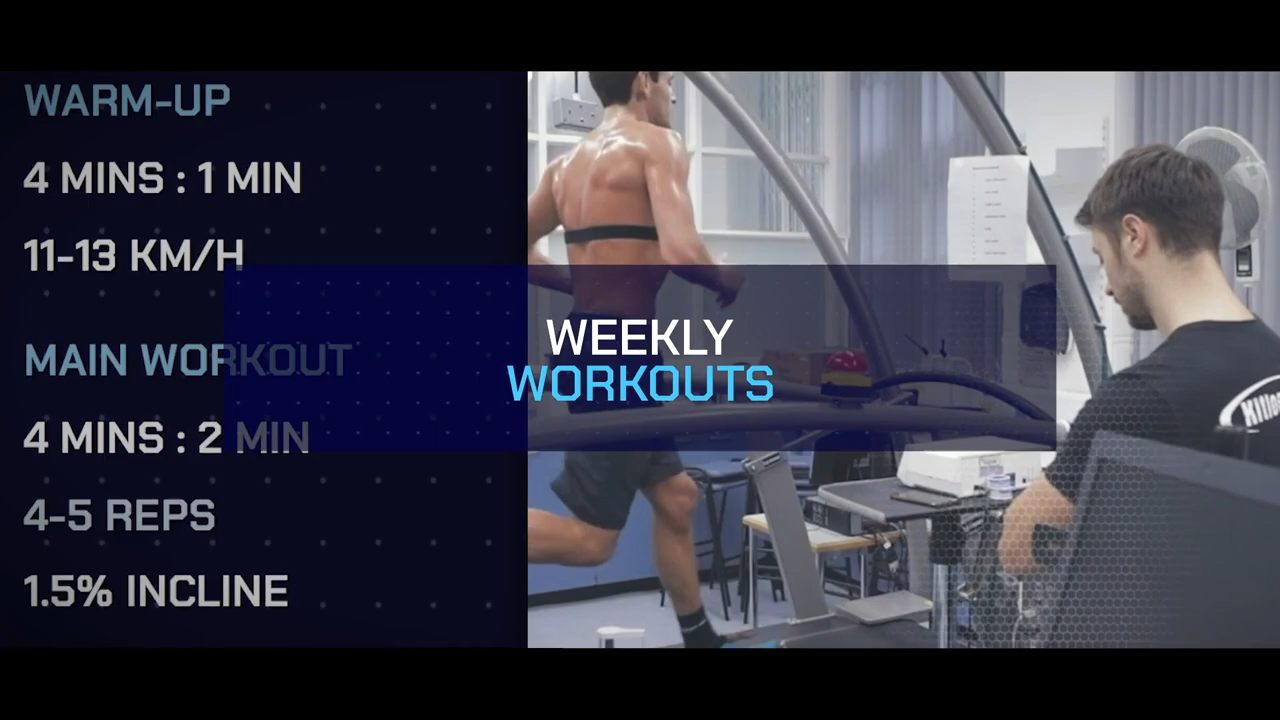 WARM-UP
4 MINS : 1 MIN
11-13 KM/H
MAIN WORKOUT
4 MINS : 2 MIN
4-5 REPS
1.5% INCLINE
WEEKLY
WORKOUTS